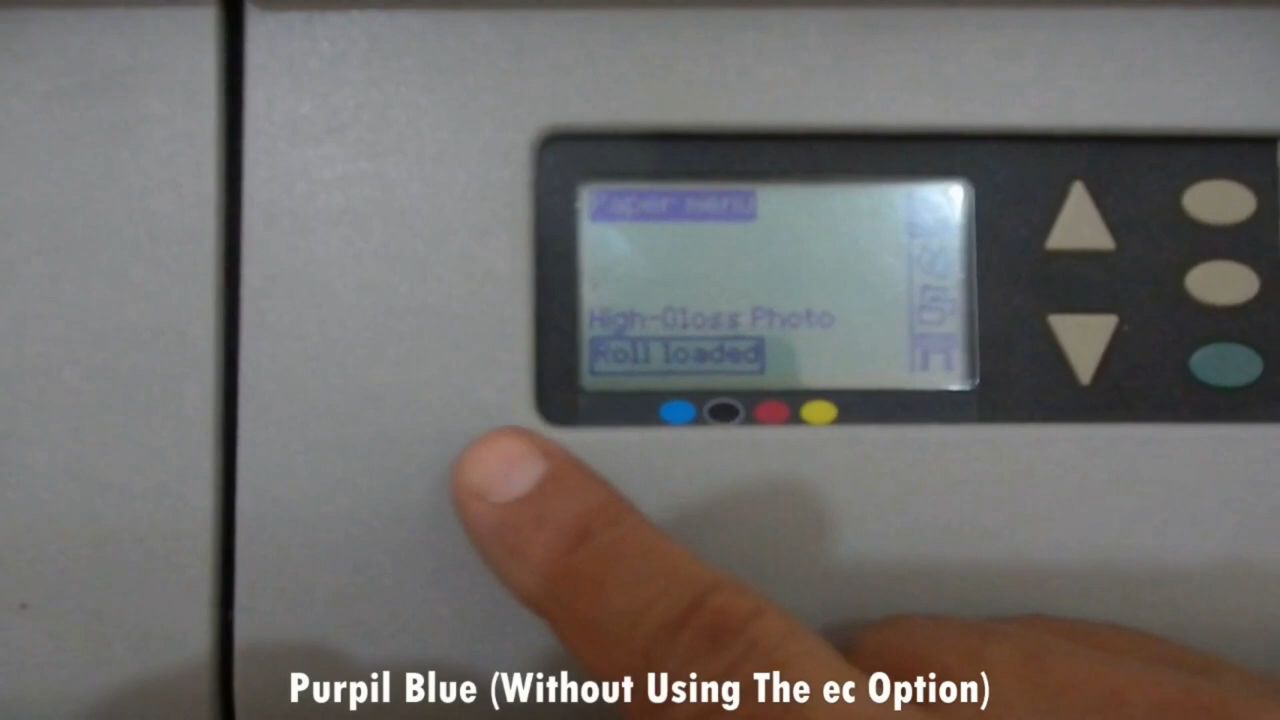 Paper menu
High-Gloss Photo
Roll loaded
Purpil Blue (Without Using The ec Option)